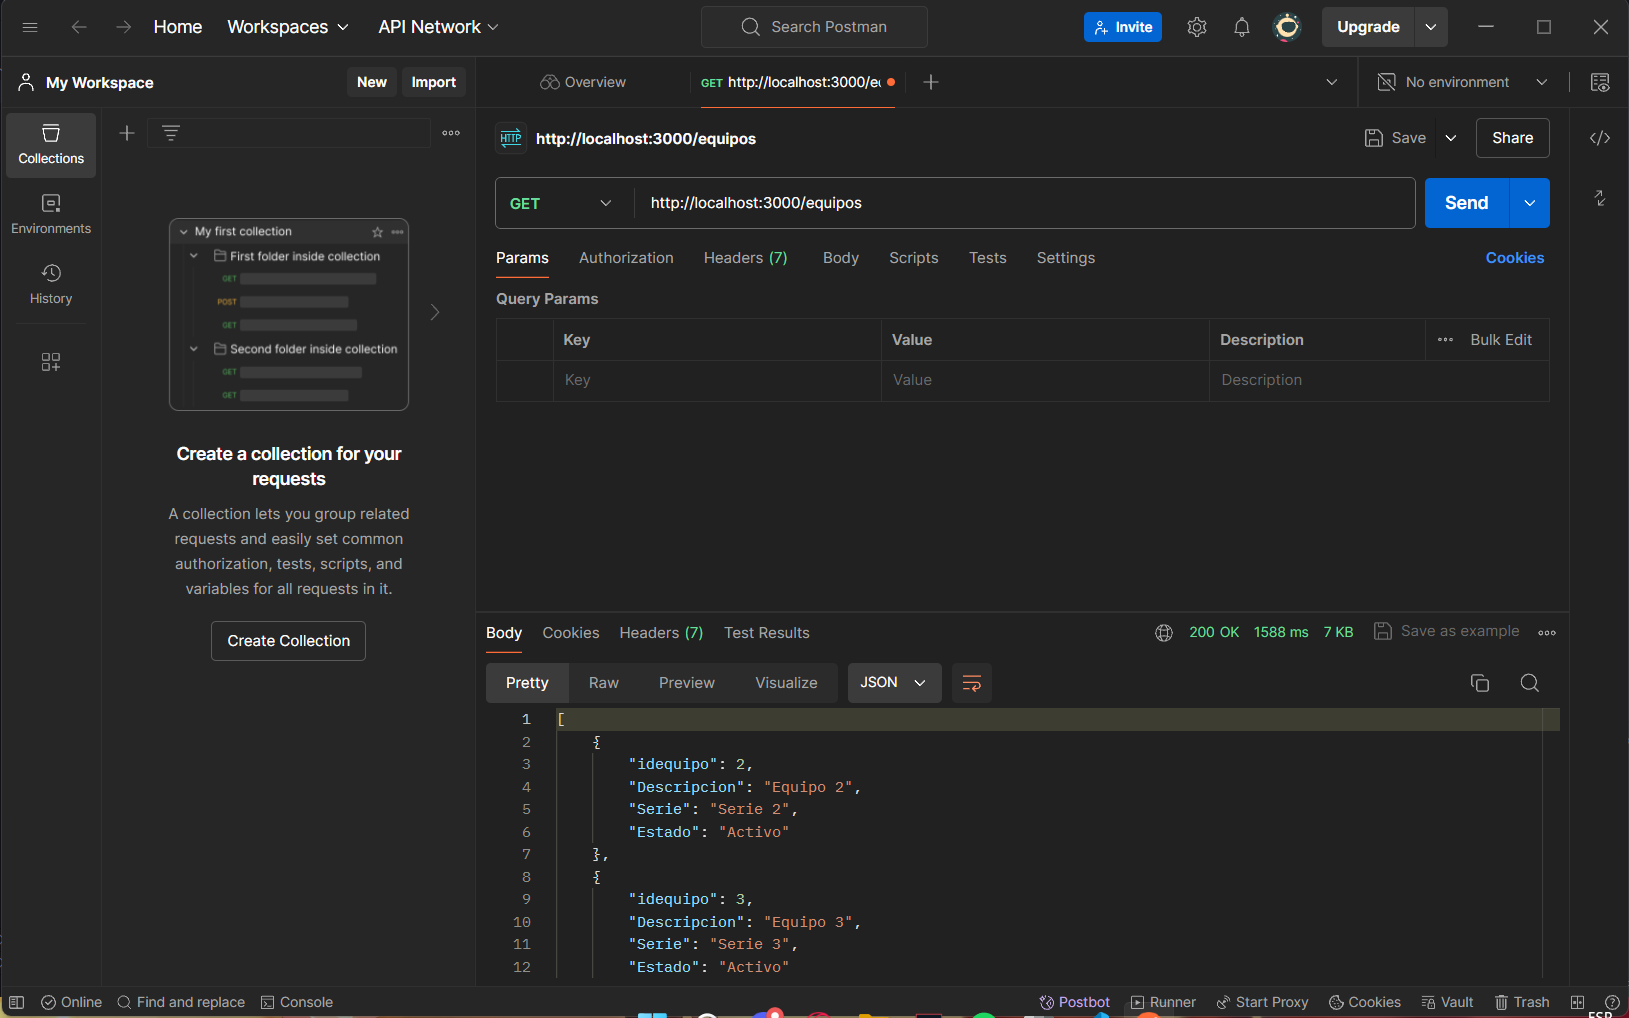 Home Workspaces API Network Search Postman Invite Upgrade
My Workspace New Import Overview GET http://localhost:3000/e No environment
Collections
Environments
History
My first collection
First folder inside collection
GET
POST
GET
Second folder inside collection
GET
GET
Create a collection for your
requests
A collection lets you group related
requests and easily set common
authorization, tests, scripts, and
variables for all requests in it.
Create Collection
HTTP http://localhost:3000/equipos Save Share
GET http://localhost:3000/equipos Send
Params Authorization Headers (7) Body Scripts Tests Settings Cookies
Query Params
Key Value Description Bulk Edit
Key Value Description
Body Cookies Headers (7) Test Results 200 OK 1588 ms 7 KB Save as example
Pretty Raw Preview Visualize JSON
1 [
2 {
3 "idequipo": 2,
4 "Descripcion": "Equipo 2",
5 "Serie": "Serie 2",
6 "Estado": "Activo"
7 },
8 {
9 "idequipo": 3,
10 "Descripcion": "Equipo 3",
11 "Serie": "Serie 3",
12 "Estado": "Activo"
Online Find and replace Console Postbot Runner Start Proxy Cookies Vault Trash
ESP